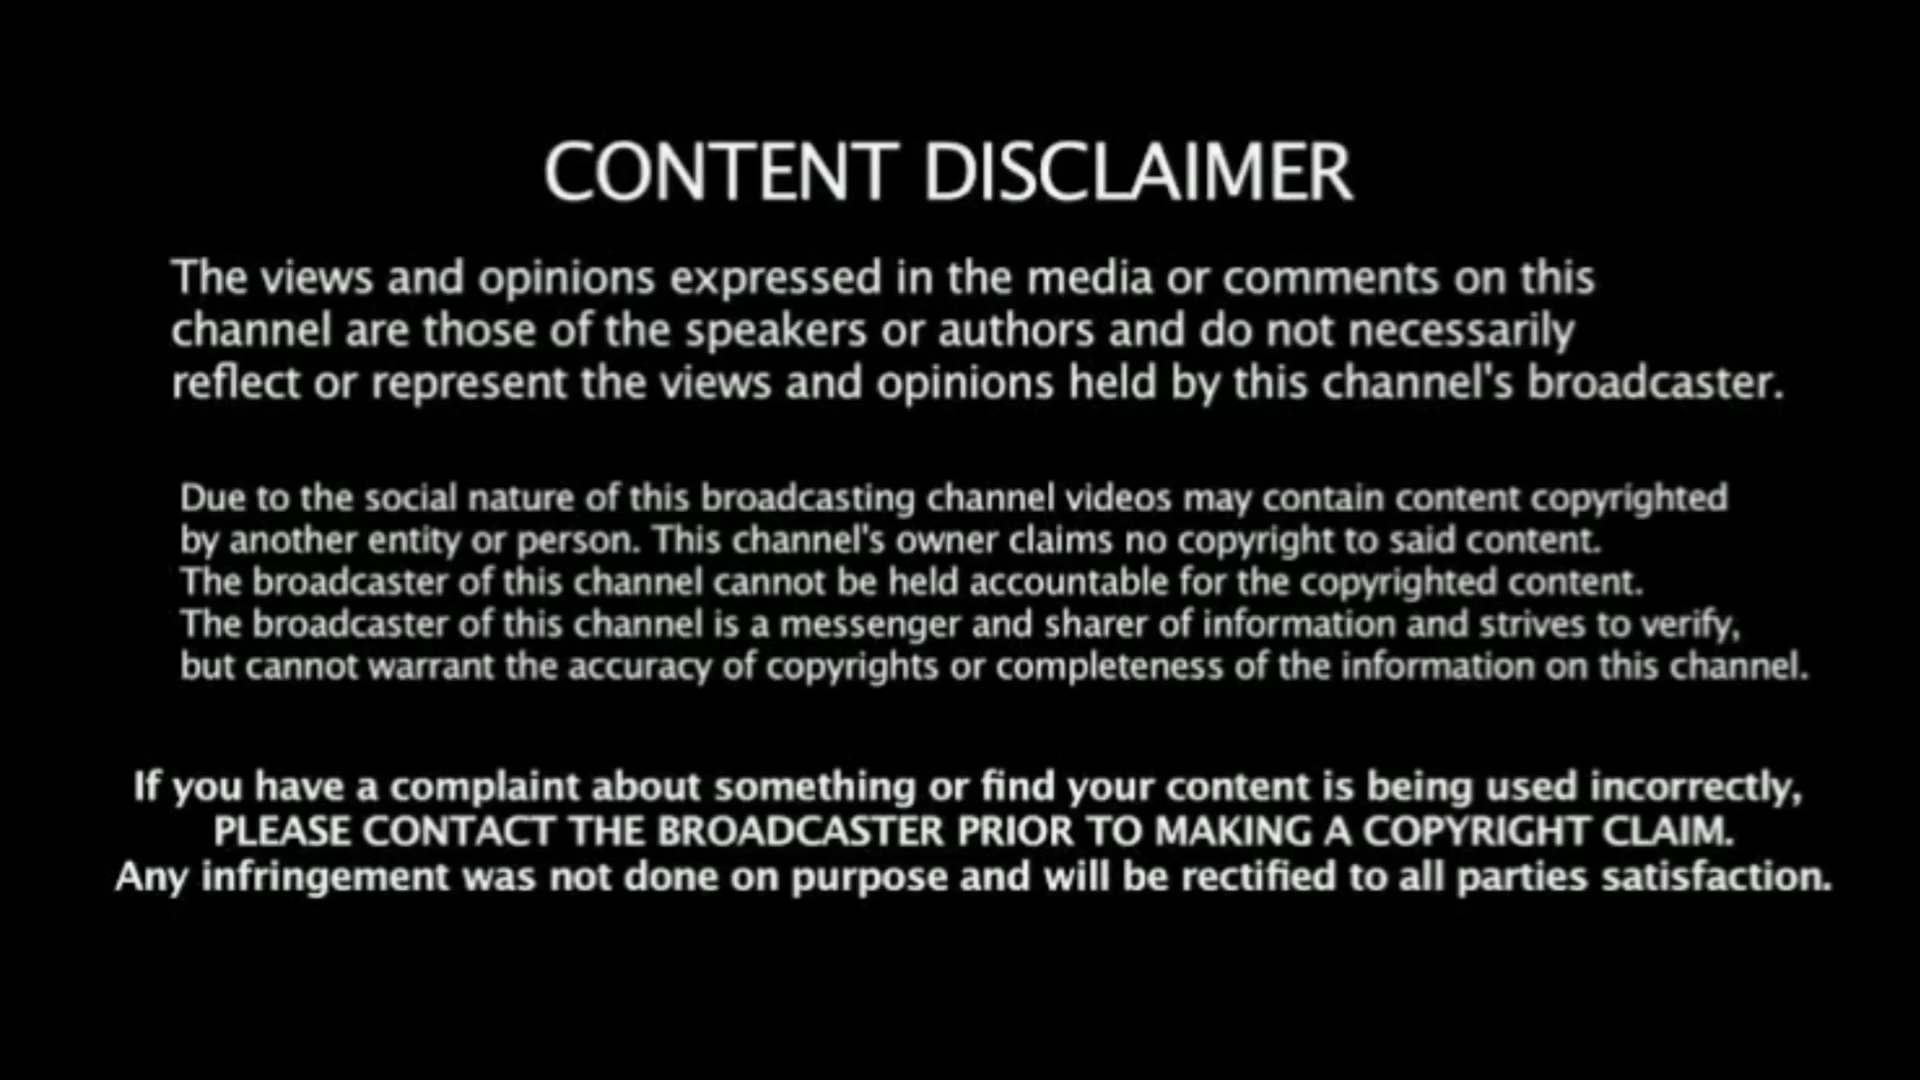 CONTENT DISCLAIMER
The views and opinions expressed in the media or comments on this
channel are those of the speakers or authors and do not necessarily
reflect or represent the views and opinions held by this channel's broadcaster.
Due to the social nature of this broadcasting channel videos may contain content copyrighted
by another entity or person. This channel's owner claims no copyright to said content.
The broadcaster of this channel cannot be held accountable for the copyrighted content.
The broadcaster of this channel is a messenger and sharer of information and strives to verify,
but cannot warrant the accuracy of copyrights or completeness of the information on this channel.
If you have a complaint about something or find your content is being used incorrectly,
PLEASE CONTACT THE BROADCASTER PRIOR TO MAKING A COPYRIGHT CLAIM.
Any infringement was not done on purpose and will be rectified to all parties satisfaction.